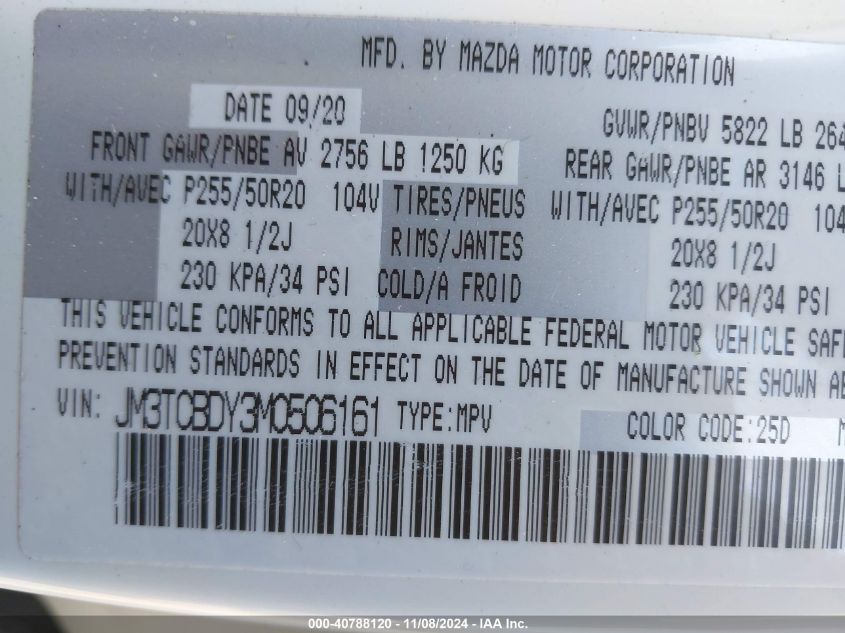 MFD. BY MAZDA MOTOR CORPORATION
DATE 09/20 GVWR/PNBV 5822 LB 264
FRONT GAWR/PNBE AV 2756 LB 1250 KG REAR GAWR/PNBE AR 3146 L
WITH/AVEC P255/50R20 104V TIRES/PNEUS WITH/AVEC P255/50R20 104
20X8 1/2J RIMS/JANTES 20X8 1/2J
230 KPA/34 PSI COLD/A FROID 230 KPA/34 PSI
THIS VEHICLE CONFORMS TO ALL APPLICABLE FEDERAL MOTOR VEHICLE SAF
PREVENTION STANDARDS IN EFFECT ON THE DATE OF MANUFACTURE SHOWN AB
VIN: JM3TCBDY3M0506161 TYPE:MPV COLOR CODE:25D M
000-40788120 - 11/08/2024 - IAA Inc.